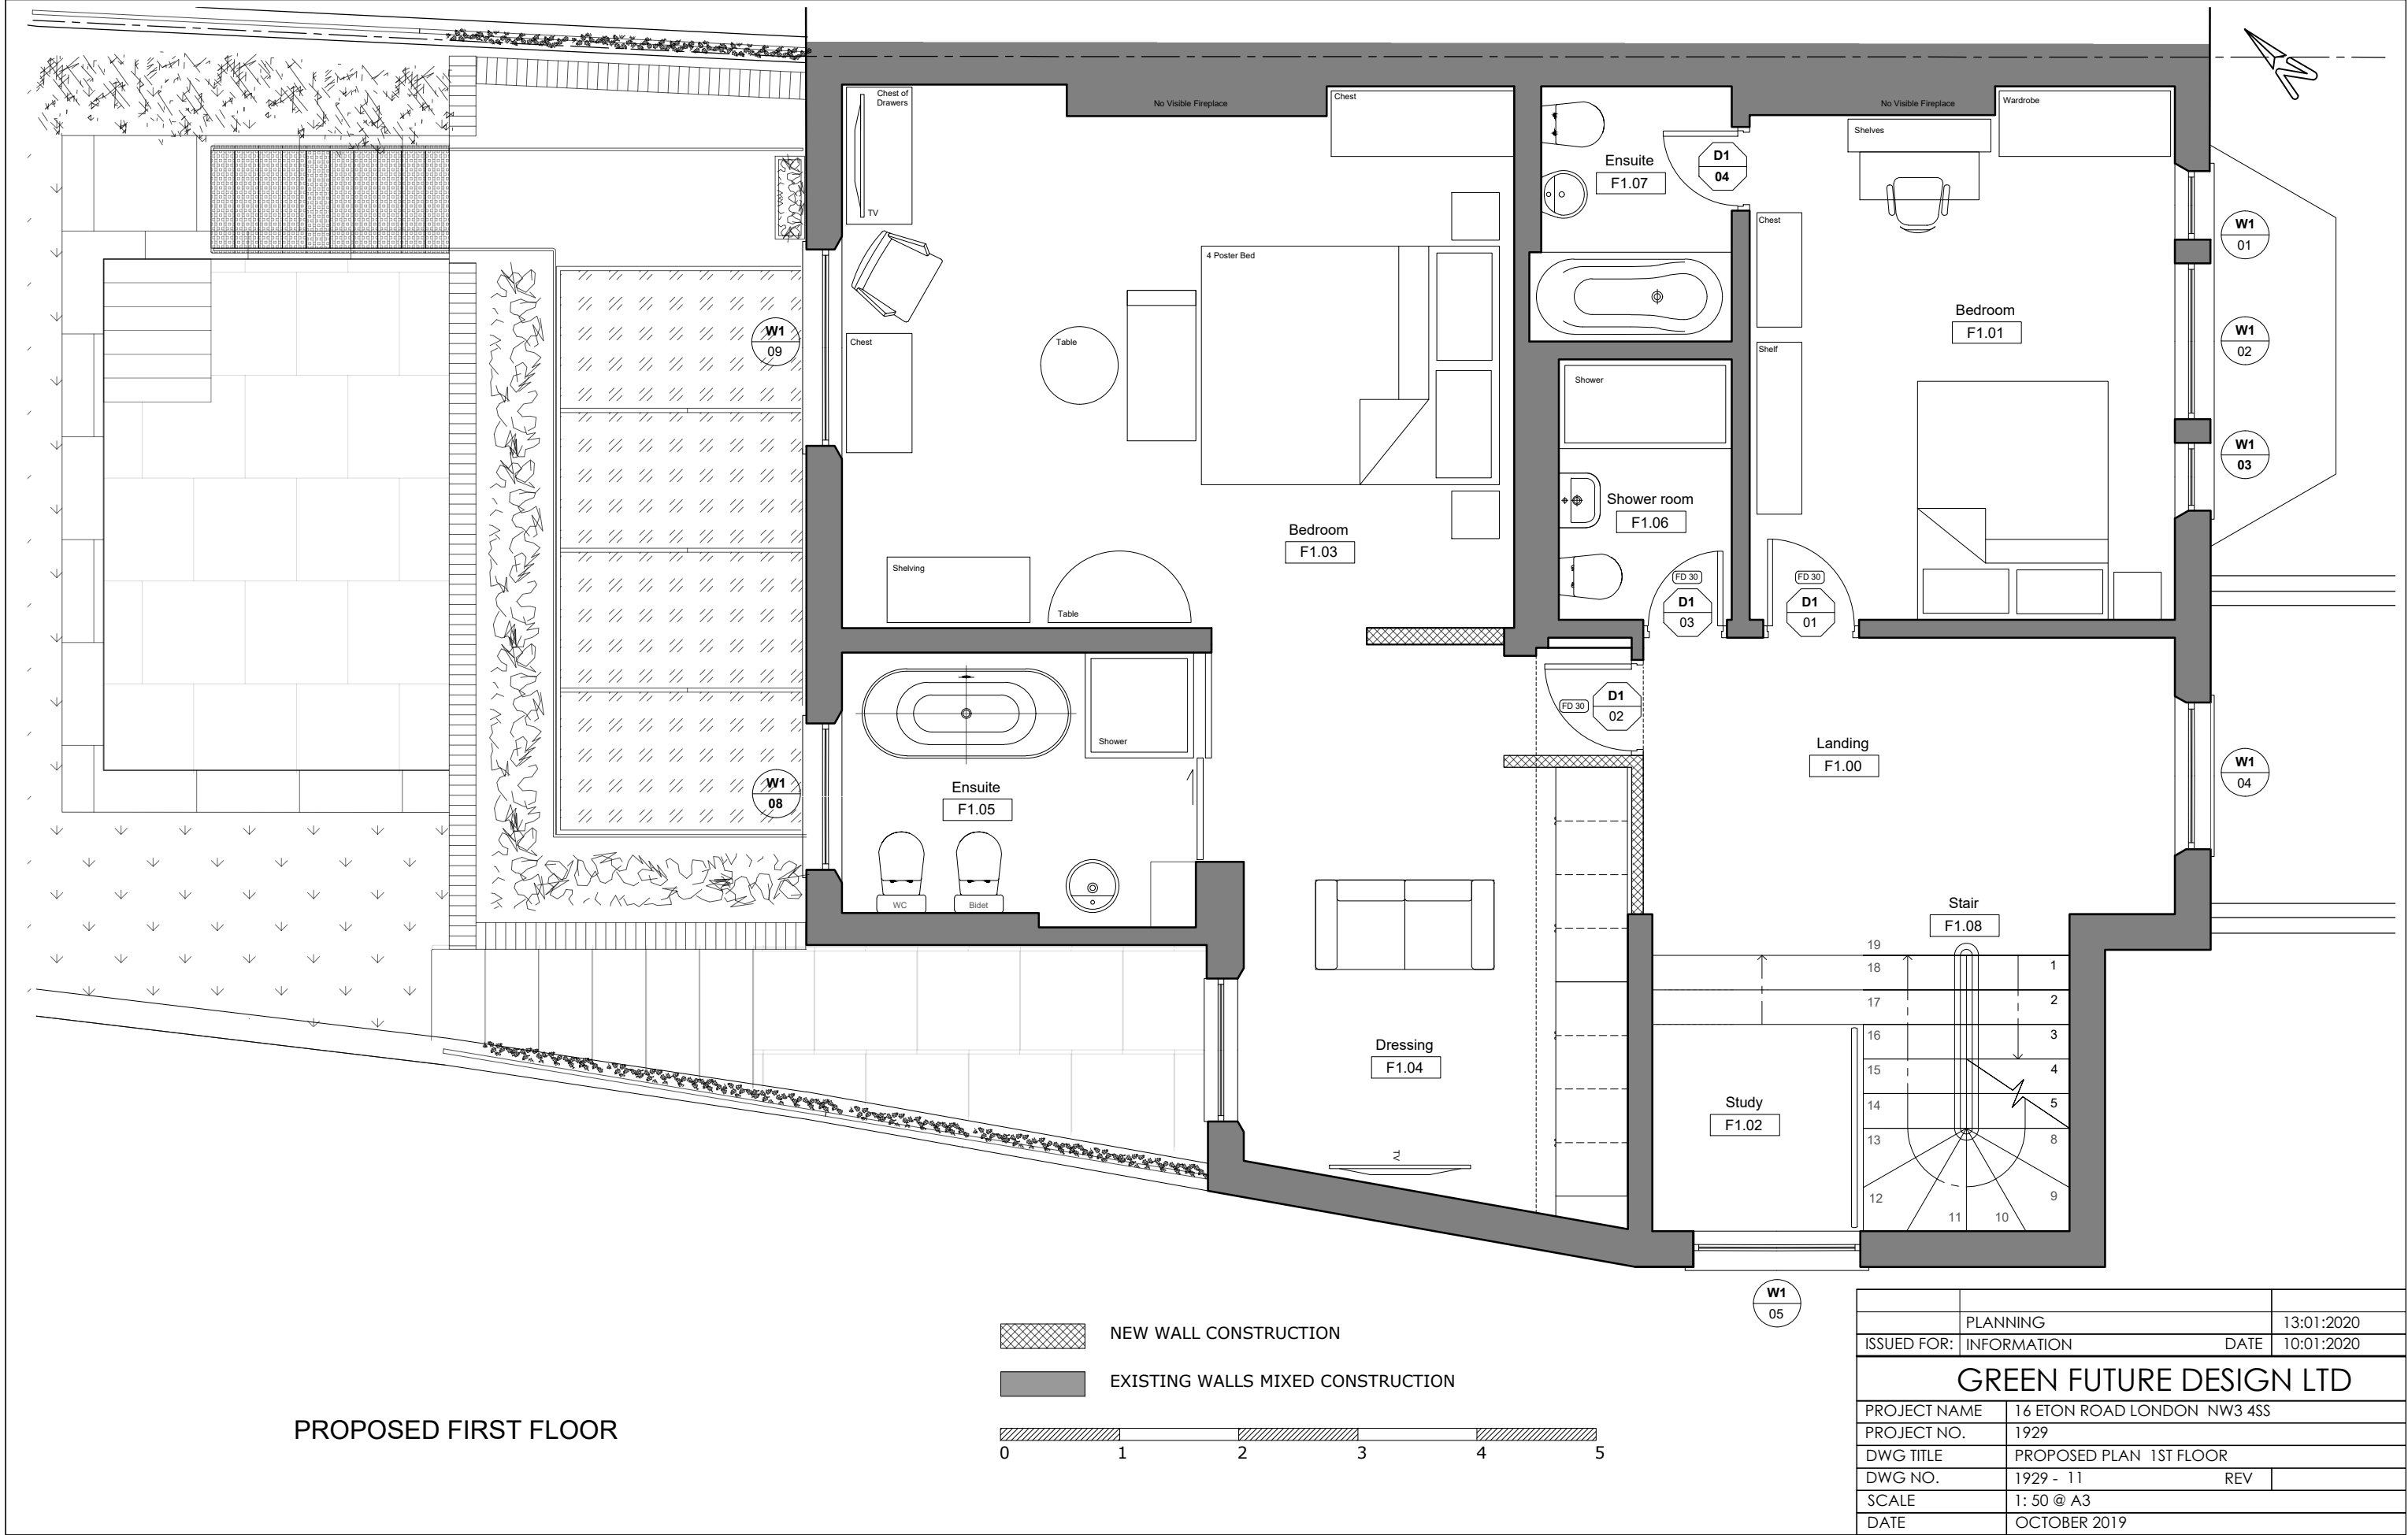 Chest of
Drawers
TV
No Visible Fireplace
Chest
4 Poster Bed
Table
Chest
Shelving
Table
Bedroom
F1.03
W1
09
W1
08
Ensuite
F1.07
D1
04
No Visible Fireplace
Wardrobe
Shelves
Chest
Shelf
Bedroom
F1.01
W1
01
W1
02
W1
03
Shower
Shower room
F1.06
FD 30
D1
03
FD 30
D1
01
FD 30
D1
02
Shower
Ensuite
F1.05
WC
Bidet
Landing
F1.00
W1
04
Stair
F1.08
19
18
17
16
15
14
13
12
11
10
9
8
5
4
3
2
1
Dressing
F1.04
TV
Study
F1.02
W1
05
NEW WALL CONSTRUCTION
EXISTING WALLS MIXED CONSTRUCTION
0 1 2 3 4 5
PROPOSED FIRST FLOOR
PLANNING 13:01:2020
ISSUED FOR: INFORMATION DATE 10:01:2020
GREEN FUTURE DESIGN LTD
PROJECT NAME 16 ETON ROAD LONDON NW3 4SS
PROJECT NO. 1929
DWG TITLE PROPOSED PLAN 1ST FLOOR
DWG NO. 1929 - 11 REV
SCALE 1: 50 @ A3
DATE OCTOBER 2019